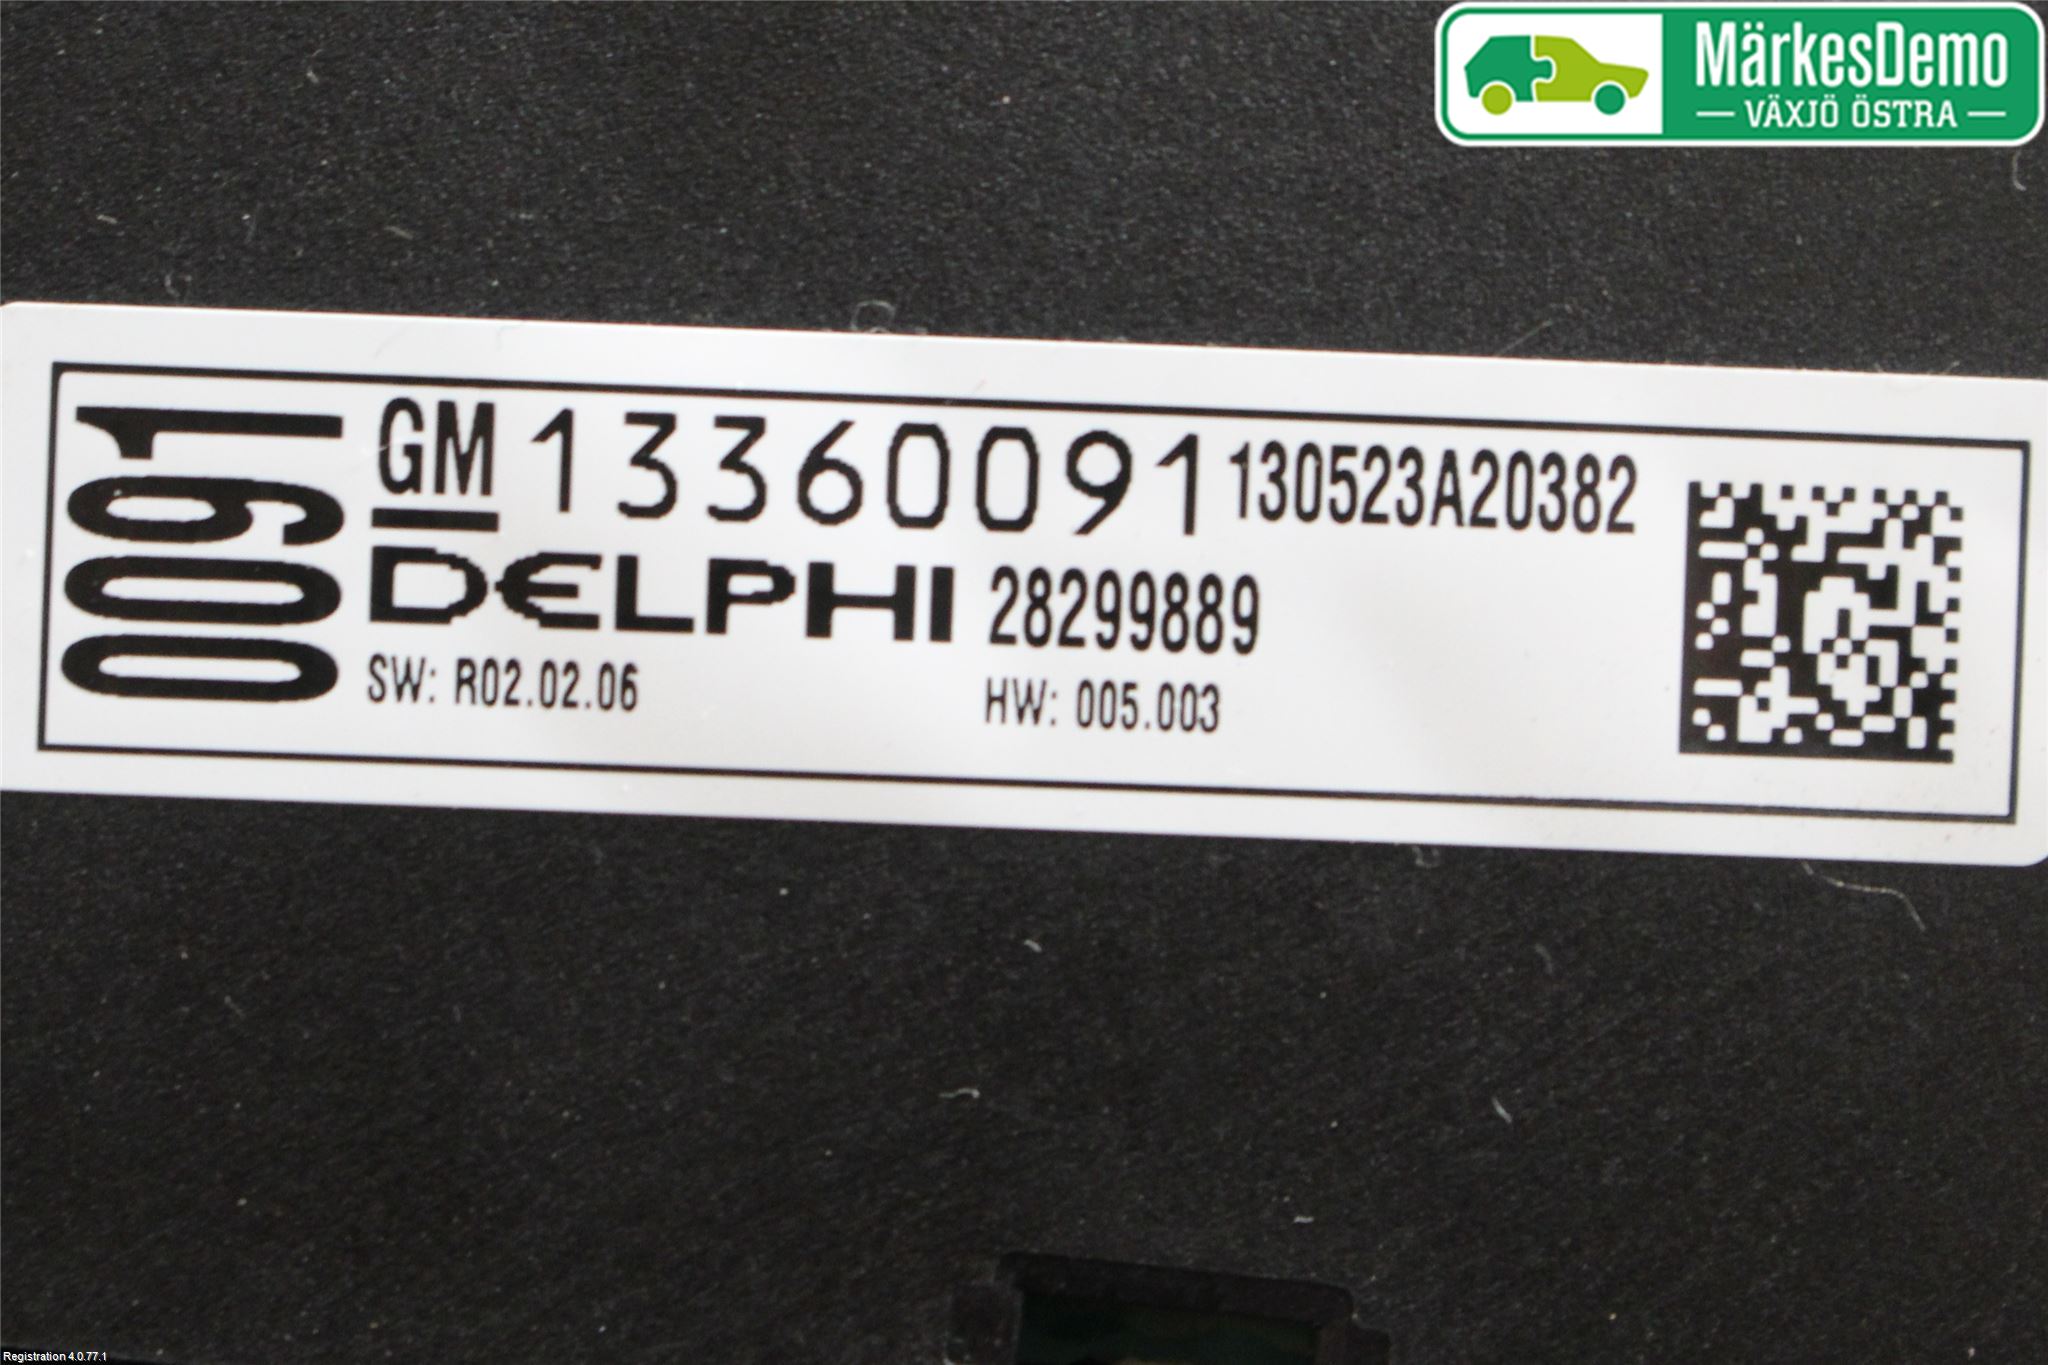 MärkesDemo
VÄXJÖ ÖSTRA
0091
GM 13360091 130523A20382
DELPHI 28299889
SW: R02.02.06 HW: 005.003
Registration 4.0.77.1